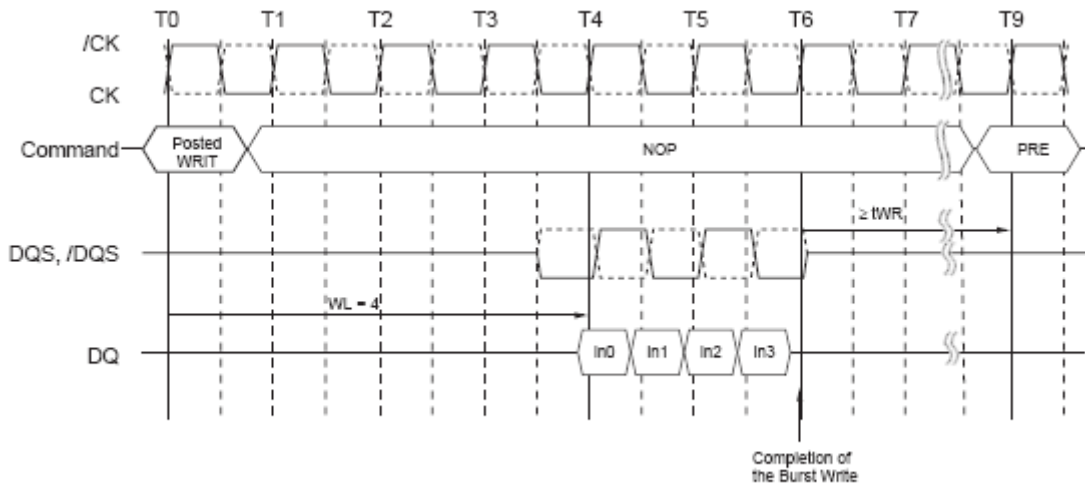 T0 T1 T2 T3 T4 T5 T6 T7 T9
/CK
CK
Command
Posted
WRIT
NOP
PRE
≥ tWR
DQS, /DQS
WL = 4
DQ
In0 In1 In2 In3
Completion of
the Burst Write